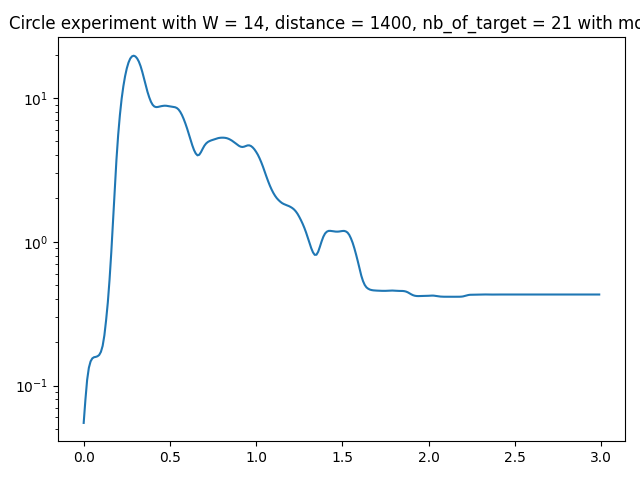 Circle experiment with W = 14, distance = 1400, nb_of_target = 21 with
10¹
10⁰
10⁻¹
0.0 0.5 1.0 1.5 2.0 2.5 3.0